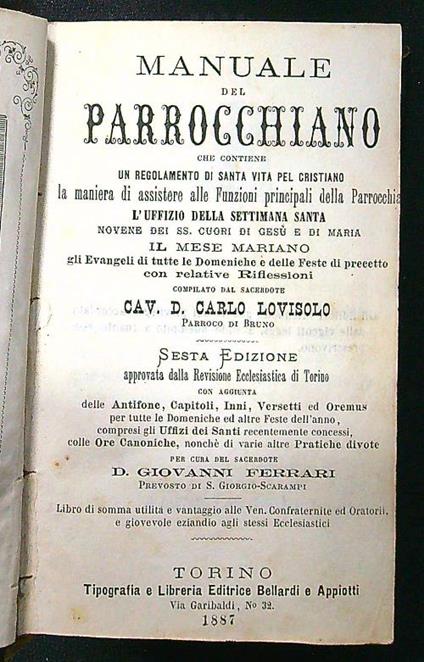 MANUALE
DEL
PARROCCHIANO
CHE CONTIENE
UN REGOLAMENTO DI SANTA VITA PEL CRISTIANO
la maniera di assistere alle Funzioni principali della Parrocchia
L'UFFIZIO DELLA SETTIMANA SANTA
NOVENE DEI SS. CUORI DI GESÙ E DI MARIA
IL MESE MARIANO
gli Evangeli di tutte le Domeniche e delle Feste di precetto
con relative Riflessioni
COMPILATO DAL SACERDOTE
CAV. D. CARLO LOVISOLO
PARROCO DI BRUNO
SESTA EDIZIONE
approvata dalla Revisione Ecclesiastica di Torino
CON AGGIUNTA
delle Antifone, Capitoli, Inni, Versetti ed Oremus
per tutte le Domeniche ed altre Feste dell'anno,
compresi gli Uffizi dei Santi recentemente concessi,
colle Ore Canoniche, nonchè di varie altre Pratiche divote
PER CURA DEL SACERDOTE
D. GIOVANNI FERRARI
PREVOSTO DI S. GIORGIO-SCARAMPI
Libro di somma utilità e vantaggio alle Ven. Confraternite ed Oratorii,
e giovevole eziandio agli stessi Ecclesiastici
TORINO
Tipografia e Libreria Editrice Bellardi e Appiotti
Via Garibaldi, No 32.
1887